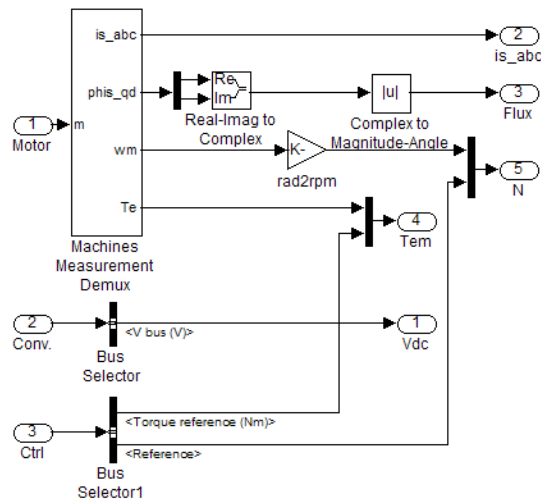 is_abc
2
is_abc
phis_qd
Re
Im
Real-Imag to
Complex
|u|
Complex to
Magnitude-Angle
3
Flux
1
Motor
m
wm
K-
rad2rpm
5
N
Te
4
Tem
Machines
Measurement
Demux
2
Conv.
<V bus (V)>
Bus
Selector
1
Vdc
3
Ctrl
<Torque reference (Nm)>
<Reference>
Bus
Selector1